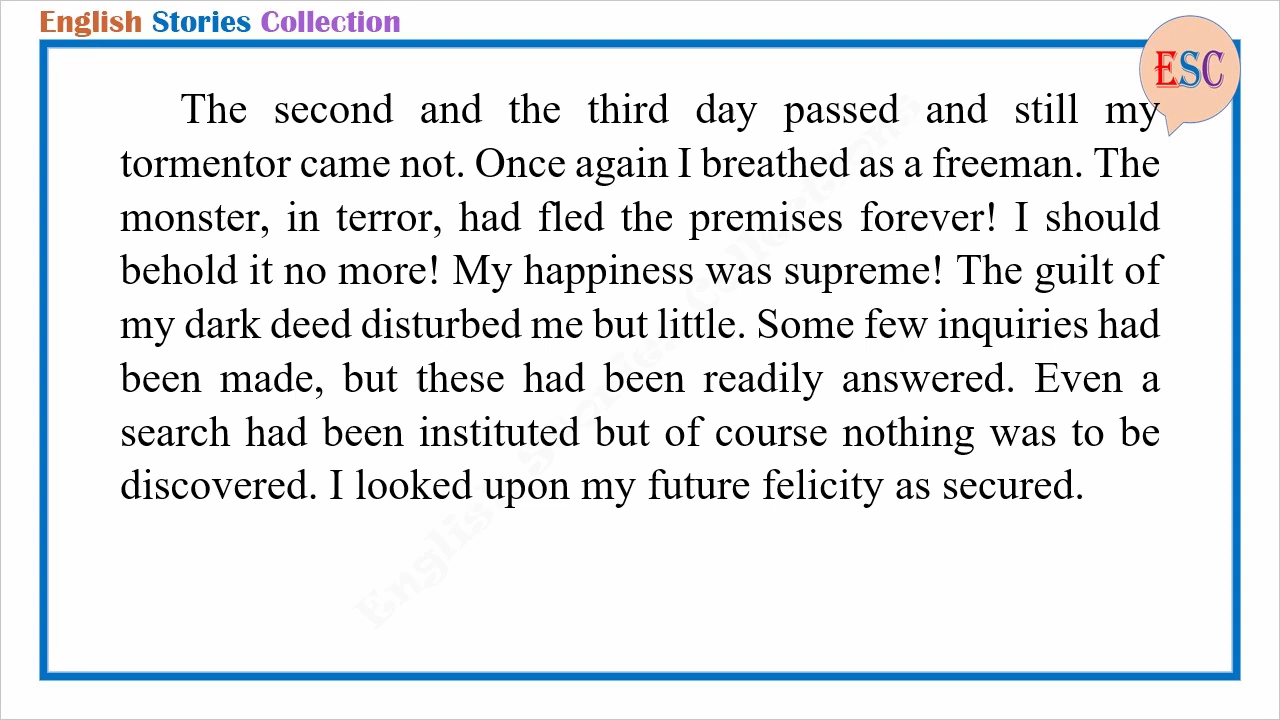 English Stories Collection
ESC
The second and the third day passed and still my
tormentor came not. Once again I breathed as a freeman. The
monster, in terror, had fled the premises forever! I should
behold it no more! My happiness was supreme! The guilt of
my dark deed disturbed me but little. Some few inquiries had
been made, but these had been readily answered. Even a
search had been instituted but of course nothing was to be
discovered. I looked upon my future felicity as secured.
English Stories Collections